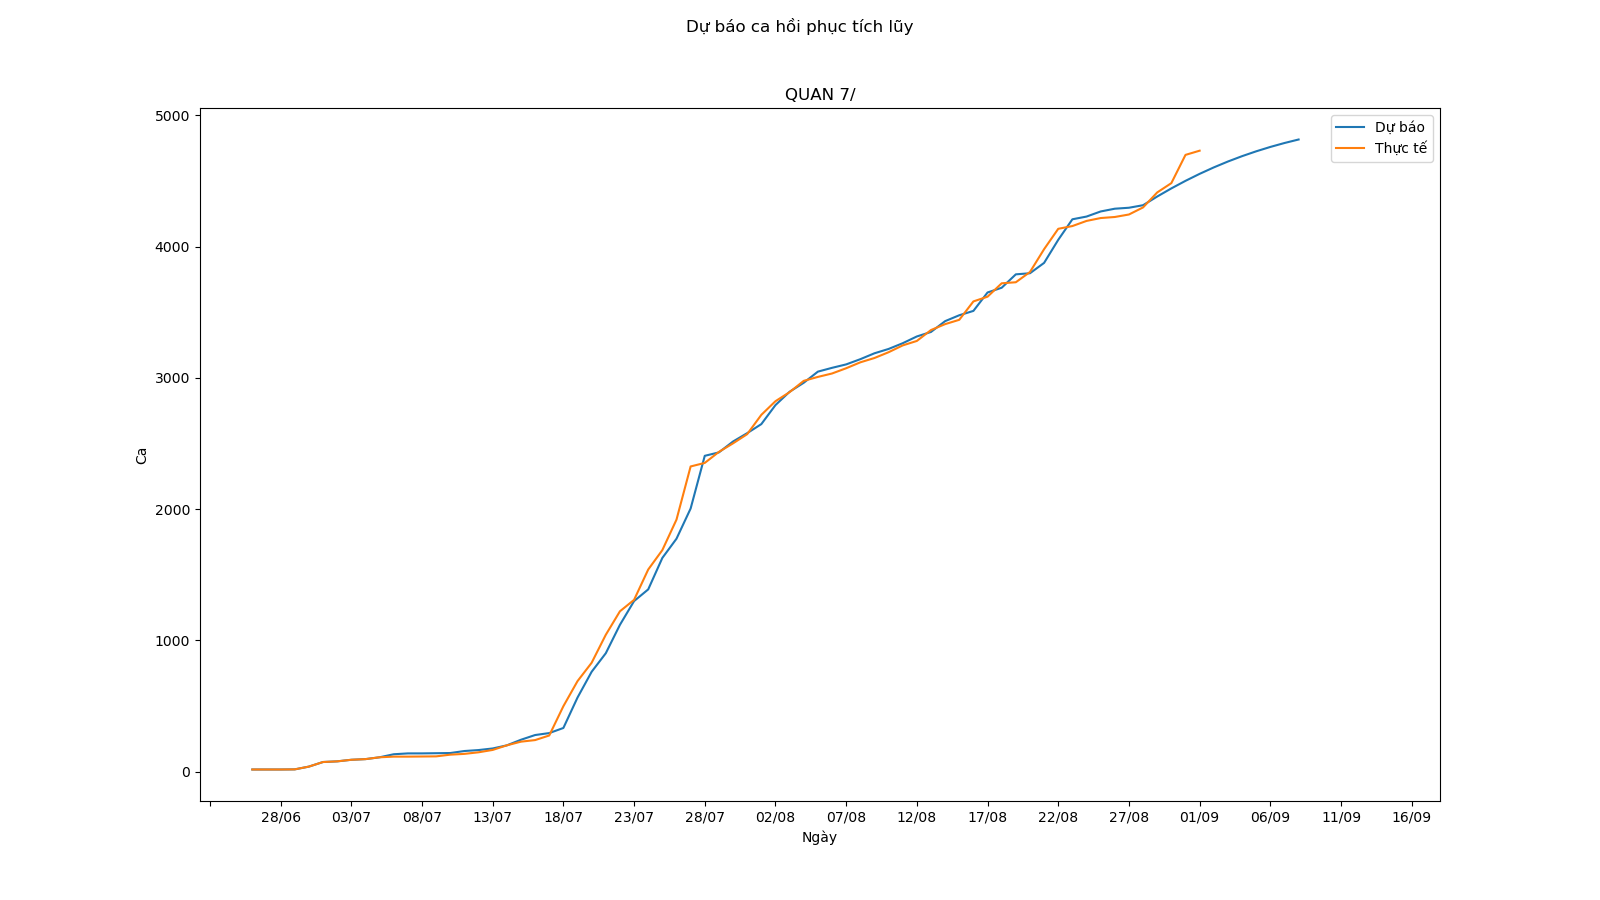 Dự báo ca hồi phục tích lũy
QUAN 7/
5000
4000
3000
2000
1000
0
Ca
Dự báo
Thực tế
28/06 03/07 08/07 13/07 18/07 23/07 28/07 02/08 07/08 12/08 17/08 22/08 27/08 01/09 06/09 11/09 16/09
Ngày